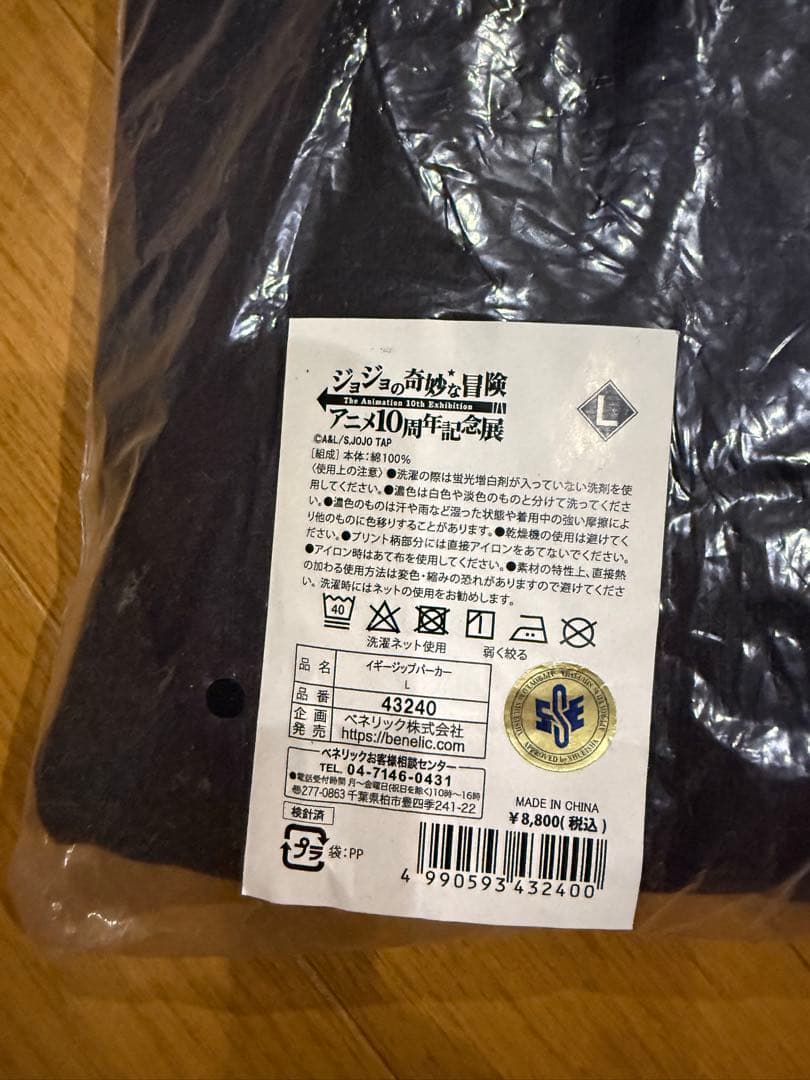 ジョジョの奇妙な冒険
The Animation 10th Exhibition
アニメ10周年記念展
©A&L/S,JOJO TAP
L
[組成] 本体：綿100%
〈使用上の注意〉●洗濯の際は蛍光増白剤が入っていない洗剤を使
用してください。●濃色は白色や淡色のものと分けて洗ってくださ
い。●濃色のものは汗や雨など湿った状態や着用中の強い摩擦によ
り他のものに色移りすることがあります。●乾燥機の使用は避けてく
ださい。●プリント柄部分には直接アイロンをあてないでください。
●アイロン時はあて布を使用してください。●素材の特性上、直接熱
の加わる使用方法は変色・縮みの恐れがありますので避けてくださ
い。洗濯時にはネットの使用をお勧めします。
40
洗濯ネット使用
弱く絞る
品名 イギージップパーカー
L
品番 43240
企画 ベネリック株式会社
発売 https://benelic.com
ベネリックお客様相談センター
TEL. 04-7146-0431
●電話受付時間 月～金曜日(祝日を除く)10時～16時
〠277-0863 千葉県柏市豊四季241-22
検針済
プラ 袋：PP
APPROVED by SHUEISHA
MADE IN CHINA
￥8,800(税込)
4 990593 432400